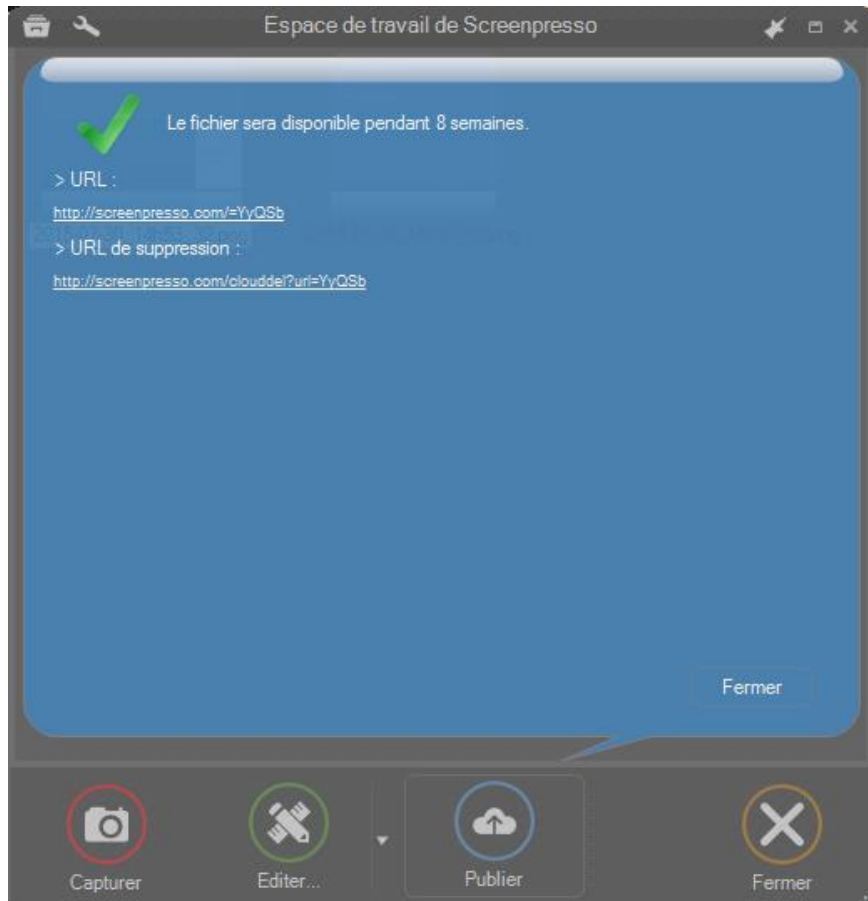 Espace de travail de Screenpresso
Le fichier sera disponible pendant 8 semaines.
> URL :
http://screenpresso.com/=YyQSb
> URL de suppression :
http://screenpresso.com/clouddel?url=YyQSb
Fermer
Capturer
Editer...
Publier
Fermer